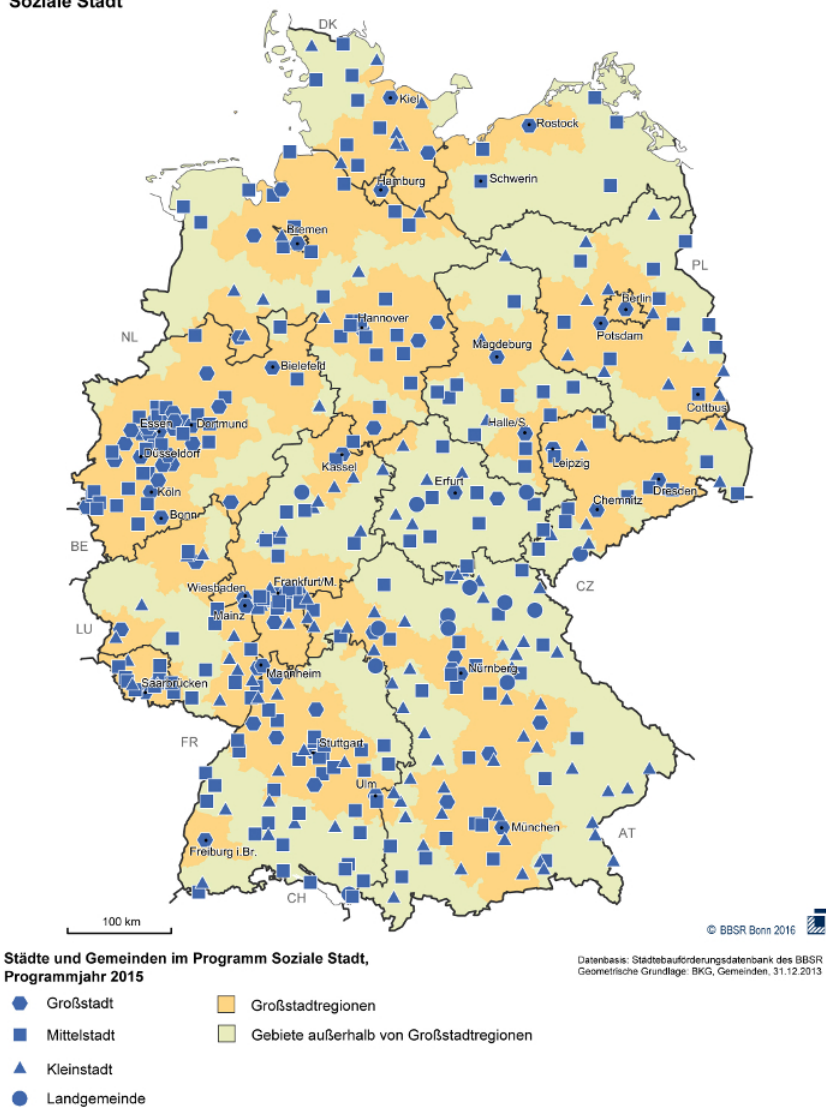 Soziale Stadt
DK
Kiel
Rostock
Hamburg
Schwerin
Bremen
PL
Berlin
NL
Hannover
Potsdam
Magdeburg
Bielefeld
Cottbus
Essen
Dortmund
Halle/S.
Düsseldorf
Leipzig
Kassel
Erfurt
Köln
Dresden
Chemnitz
Bonn
BE
CZ
Wiesbaden
Frankfurt/M.
Mainz
LU
Nürnberg
Mannheim
Saarbrücken
FR
Stuttgart
Ulm
München
AT
Freiburg i.Br.
CH
100 km
© BBSR Bonn 2016
Städte und Gemeinden im Programm Soziale Stadt,
Programmjahr 2015
Datenbasis: Städtebauförderungsdatenbank des BBSR
Geometrische Grundlage: BKG, Gemeinden, 31.12.2013
Großstadt
Großstadtregionen
Mittelstadt
Gebiete außerhalb von Großstadtregionen
Kleinstadt
Landgemeinde